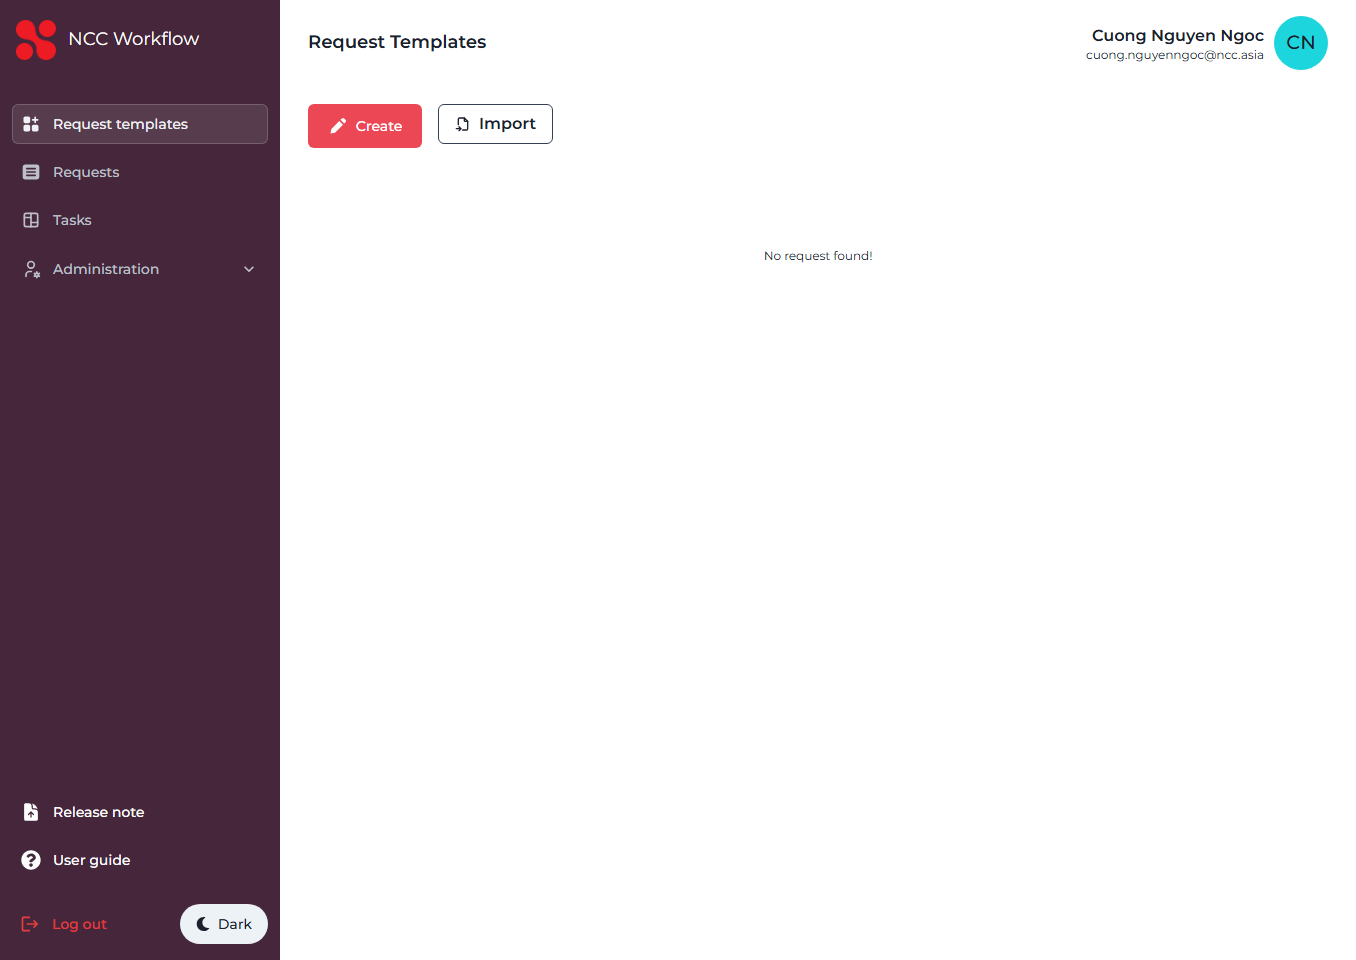 NCC Workflow
Request templates
Requests
Tasks
Administration
Release note
User guide
Log out
Dark
Request Templates
Cuong Nguyen Ngoc
cuong.nguyenngoc@ncc.asia
CN
Create
Import
No request found!